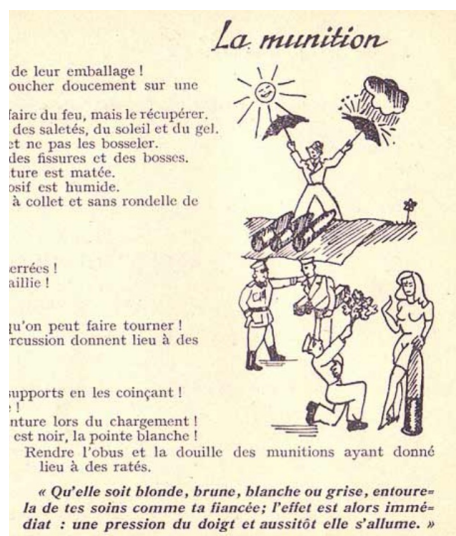 La munition
de leur emballage !
oucher doucement sur une
faire du feu, mais le récupérer.
des saletés, du soleil et du gel.
et ne pas les bosseler.
des fissures et des bosses.
ture est matée.
osif est humide.
à collet et sans rondelle de
errées !
aillie !
qu'on peut faire tourner !
ercussion donnent lieu à des
supports en les coinçant !
e !
nture lors du chargement !
est noir, la pointe blanche !
Rendre l'obus et la douille des munitions ayant donné
lieu à des ratés.
« Qu'elle soit blonde, brune, blanche ou grise, entoure=
la de tes soins comme ta fiancée; l'effet est alors immé=
diat : une pression du doigt et aussitôt elle s'allume. »